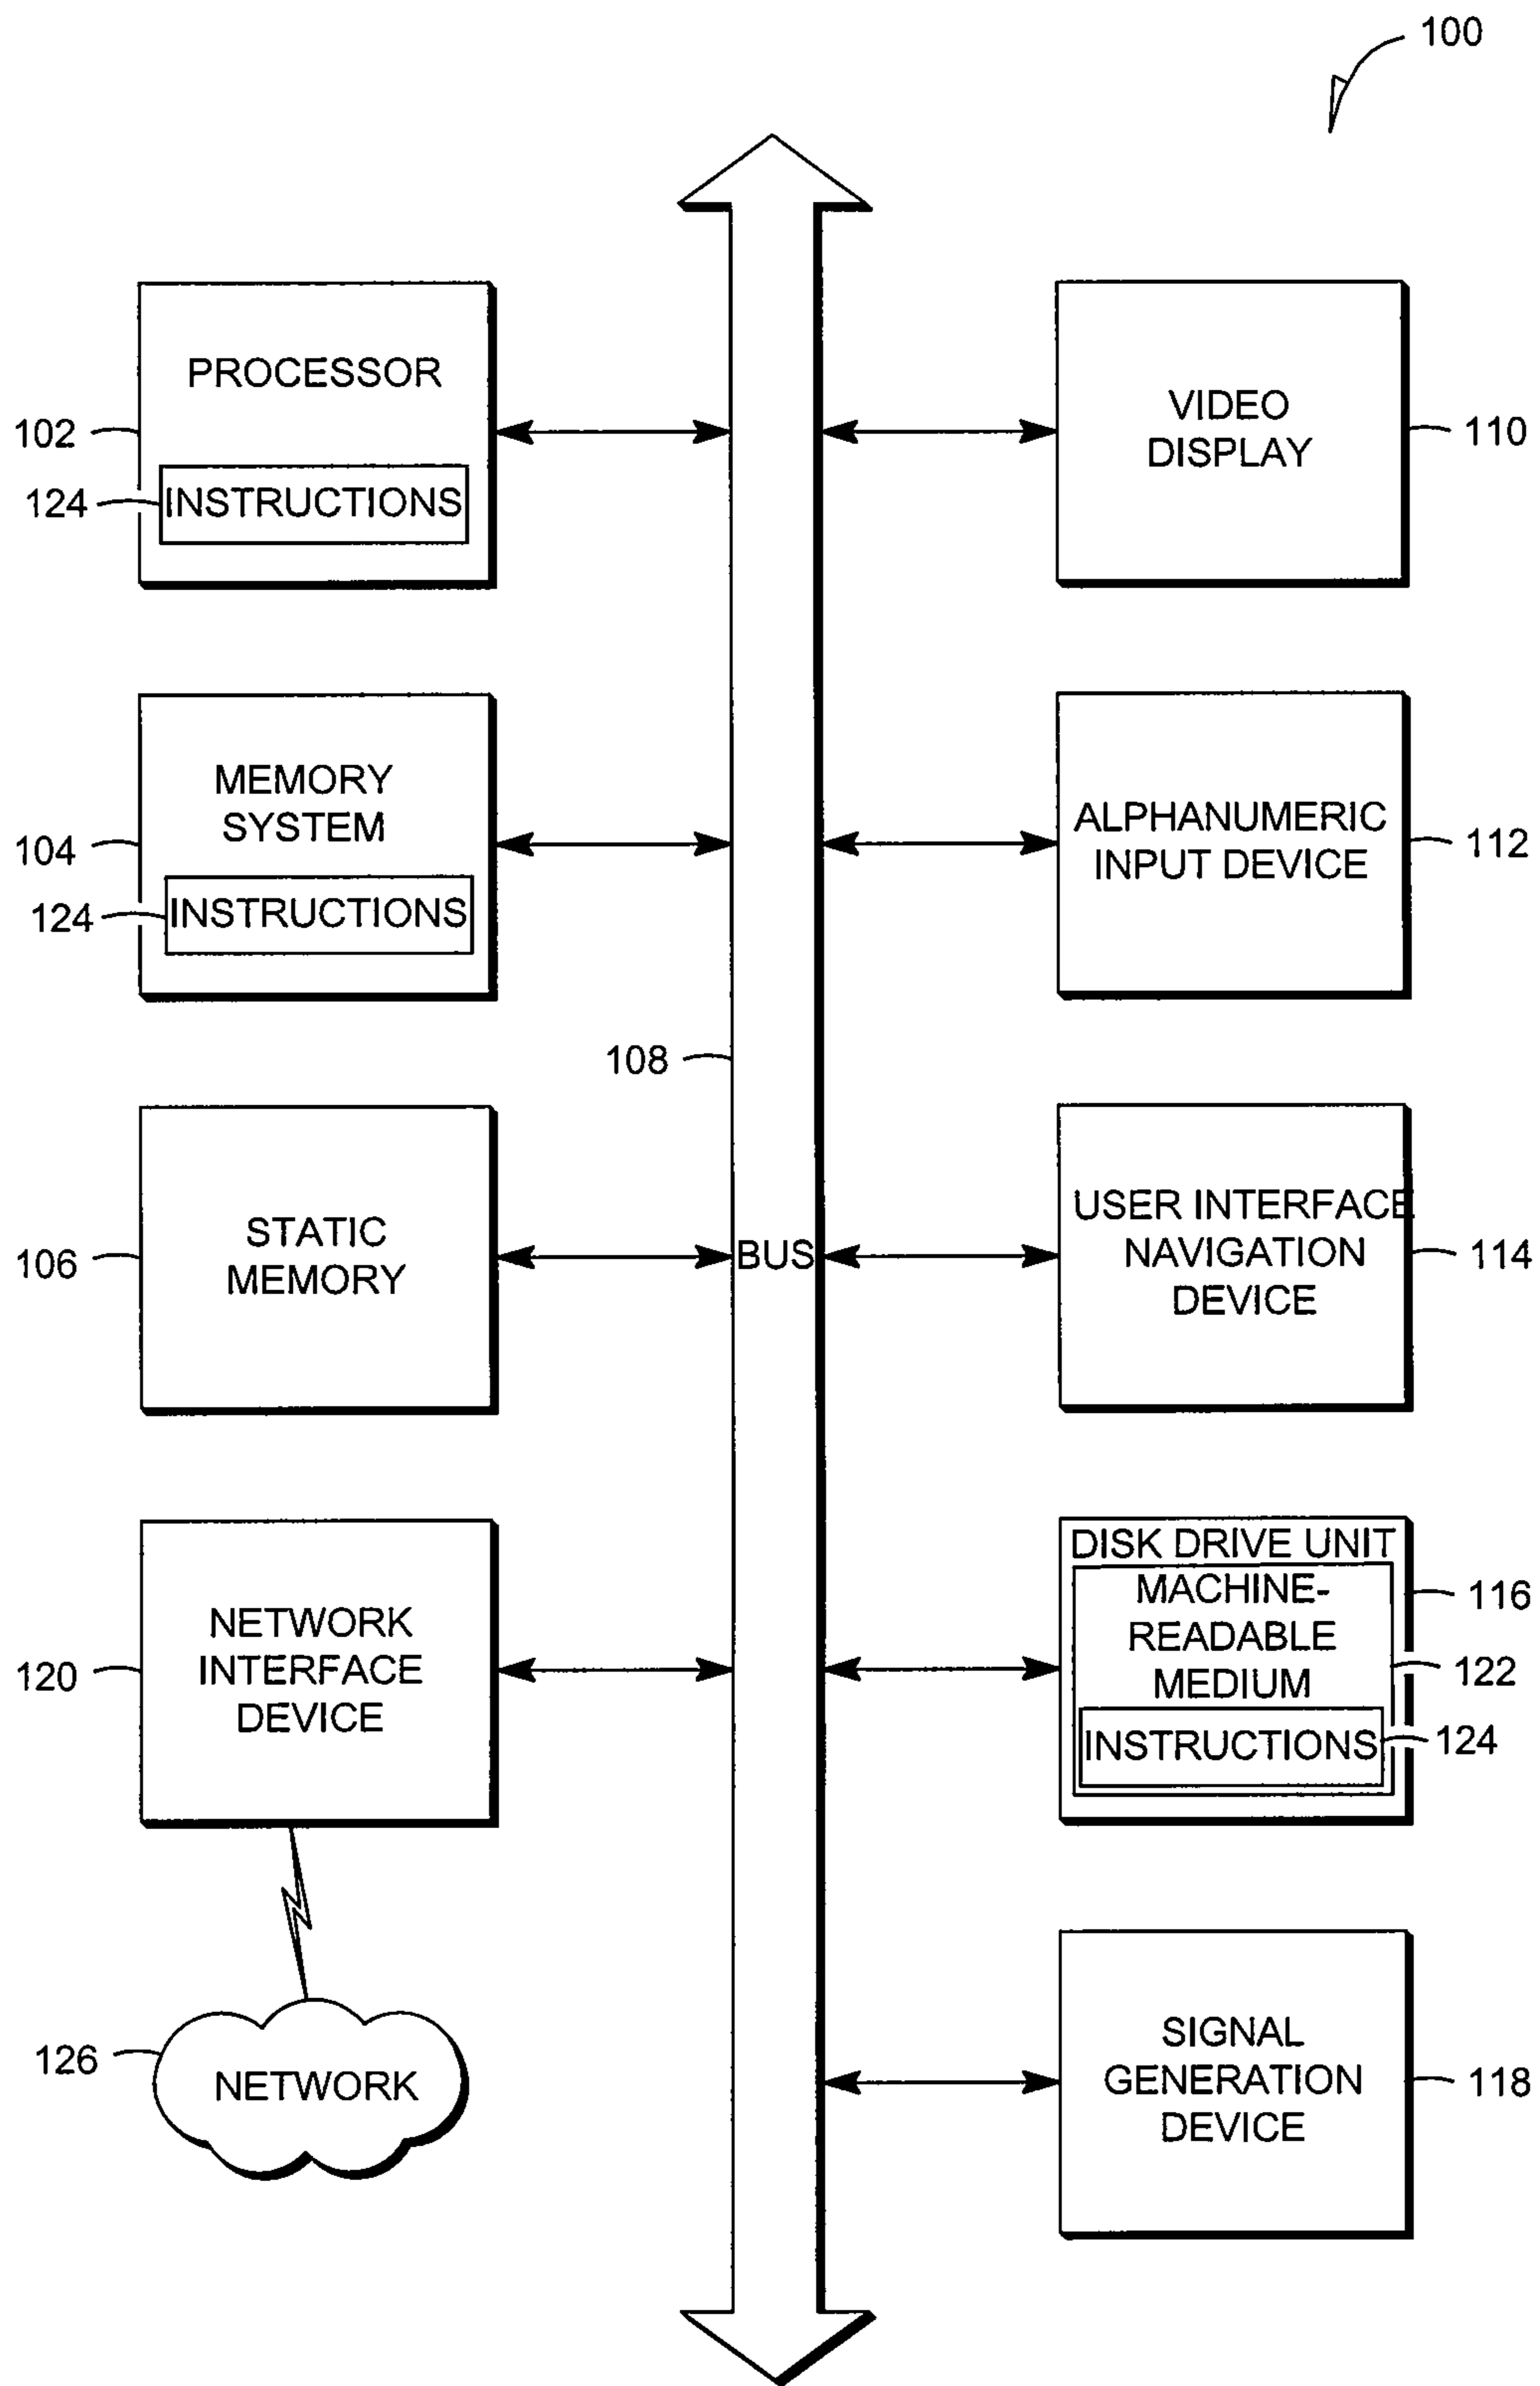 100
PROCESSOR
102
124
INSTRUCTIONS
VIDEO
DISPLAY
110
MEMORY
SYSTEM
104
124
INSTRUCTIONS
ALPHANUMERIC
INPUT DEVICE
112
108
BUS
STATIC
MEMORY
106
USER INTERFACE
NAVIGATION
DEVICE
114
NETWORK
INTERFACE
DEVICE
120
DISK DRIVE UNIT
116
MACHINE-
READABLE
MEDIUM
122
INSTRUCTIONS
124
126
NETWORK
SIGNAL
GENERATION
DEVICE
118